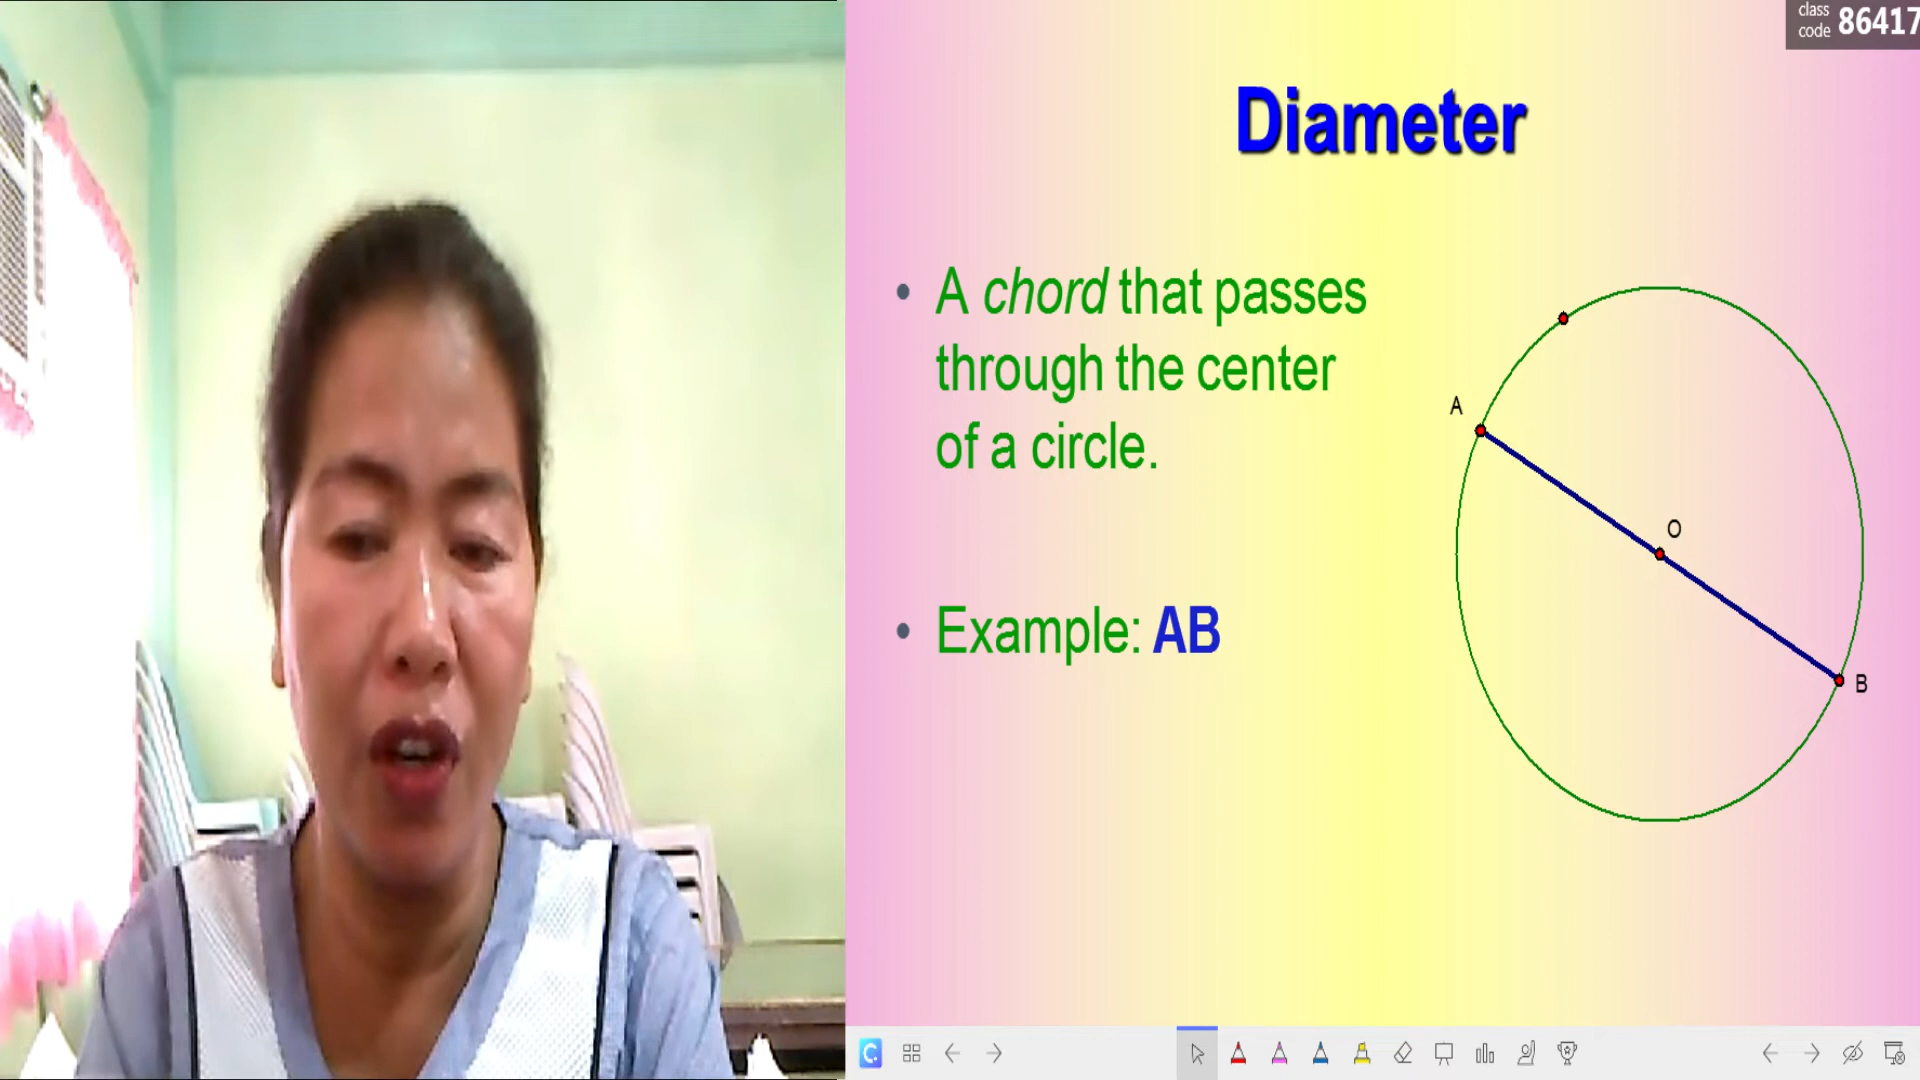 class
code 86417
Diameter
• A chord that passes
through the center
of a circle.
A
O
• Example: AB
B